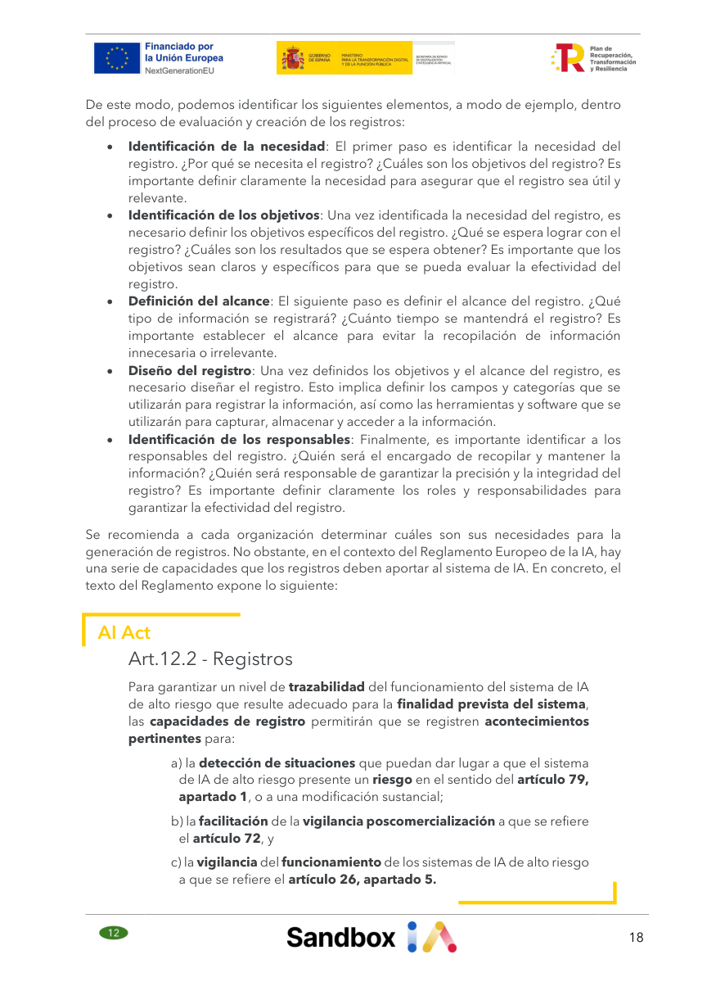 Financiado por
la Unión Europea
NextGenerationEU
GOBIERNO
DE ESPAÑA
MINISTERIO
PARA LA TRANSFORMACIÓN DIGITAL
Y DE LA FUNCIÓN PÚBLICA
SECRETARÍA DE ESTADO
DE DIGITALIZACIÓN
E INTELIGENCIA ARTIFICIAL
Plan de
Recuperación,
Transformación
y Resiliencia
De este modo, podemos identificar los siguientes elementos, a modo de ejemplo, dentro
del proceso de evaluación y creación de los registros:
• Identificación de la necesidad: El primer paso es identificar la necesidad del
registro. ¿Por qué se necesita el registro? ¿Cuáles son los objetivos del registro? Es
importante definir claramente la necesidad para asegurar que el registro sea útil y
relevante.
• Identificación de los objetivos: Una vez identificada la necesidad del registro, es
necesario definir los objetivos específicos del registro. ¿Qué se espera lograr con el
registro? ¿Cuáles son los resultados que se espera obtener? Es importante que los
objetivos sean claros y específicos para que se pueda evaluar la efectividad del
registro.
• Definición del alcance: El siguiente paso es definir el alcance del registro. ¿Qué
tipo de información se registrará? ¿Cuánto tiempo se mantendrá el registro? Es
importante establecer el alcance para evitar la recopilación de información
innecesaria o irrelevante.
• Diseño del registro: Una vez definidos los objetivos y el alcance del registro, es
necesario diseñar el registro. Esto implica definir los campos y categorías que se
utilizarán para registrar la información, así como las herramientas y software que se
utilizarán para capturar, almacenar y acceder a la información.
• Identificación de los responsables: Finalmente, es importante identificar a los
responsables del registro. ¿Quién será el encargado de recopilar y mantener la
información? ¿Quién será responsable de garantizar la precisión y la integridad del
registro? Es importante definir claramente los roles y responsabilidades para
garantizar la efectividad del registro.
Se recomienda a cada organización determinar cuáles son sus necesidades para la
generación de registros. No obstante, en el contexto del Reglamento Europeo de la IA, hay
una serie de capacidades que los registros deben aportar al sistema de IA. En concreto, el
texto del Reglamento expone lo siguiente:
AI Act
Art.12.2 - Registros
Para garantizar un nivel de trazabilidad del funcionamiento del sistema de IA
de alto riesgo que resulte adecuado para la finalidad prevista del sistema,
las capacidades de registro permitirán que se registren acontecimientos
pertinentes para:
a) la detección de situaciones que puedan dar lugar a que el sistema
de IA de alto riesgo presente un riesgo en el sentido del artículo 79,
apartado 1, o a una modificación sustancial;
b) la facilitación de la vigilancia poscomercialización a que se refiere
el artículo 72, y
c) la vigilancia del funcionamiento de los sistemas de IA de alto riesgo
a que se refiere el artículo 26, apartado 5.
12
Sandbox
18